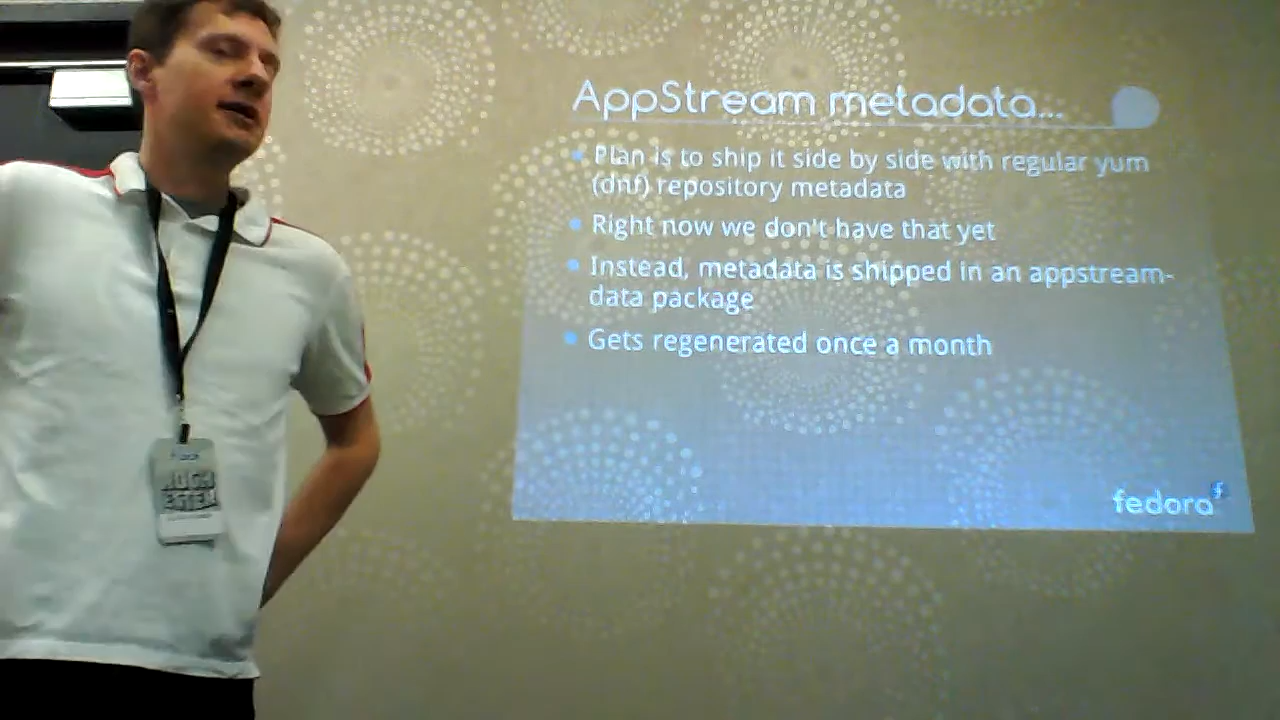 AppStream metadata...
Plan is to ship it side by side with regular yum
(dnf) repository metadata
Right now we don't have that yet
Instead, metadata is shipped in an appstream-
data package
Gets regenerated once a month
fedora